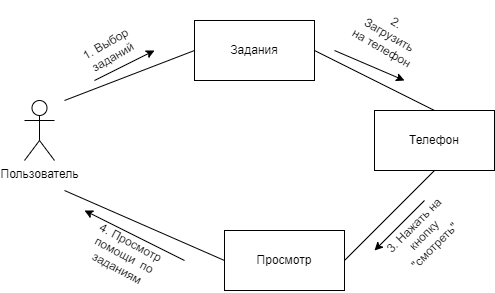 1. Выбор
заданий
Задания
2.
Загрузить
на телефон
Телефон
Пользователь
3. Нажать на
кнопку
"смотреть"
Просмотр
4. Просмотр
помощи по
заданиям